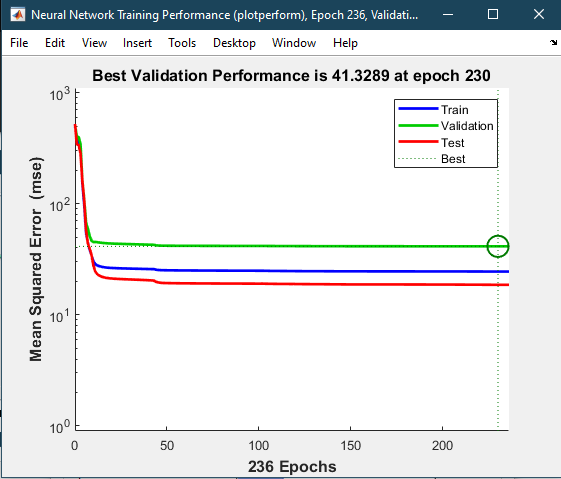 Neural Network Training Performance (plotperform), Epoch 236, Validati...
File Edit View Insert Tools Desktop Window Help
Best Validation Performance is 41.3289 at epoch 230
Mean Squared Error (mse)
10³
10²
10¹
10⁰
Train
Validation
Test
Best
0 50 100 150 200
236 Epochs